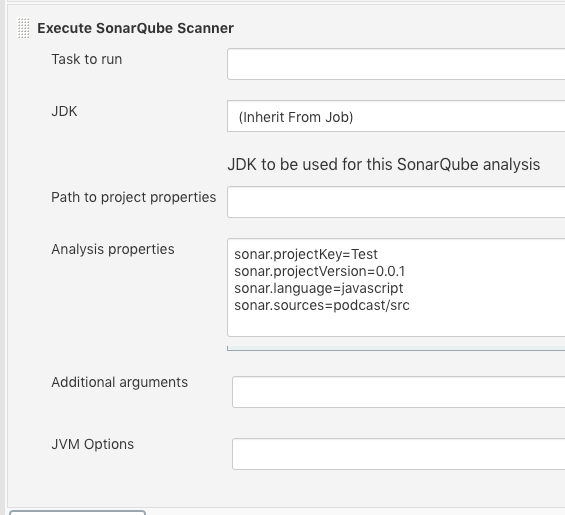 Execute SonarQube Scanner
Task to run
JDK
(Inherit From Job)
JDK to be used for this SonarQube analysis
Path to project properties
Analysis properties
sonar.projectKey=Test
sonar.projectVersion=0.0.1
sonar.language=javascript
sonar.sources=podcast/src
Additional arguments
JVM Options